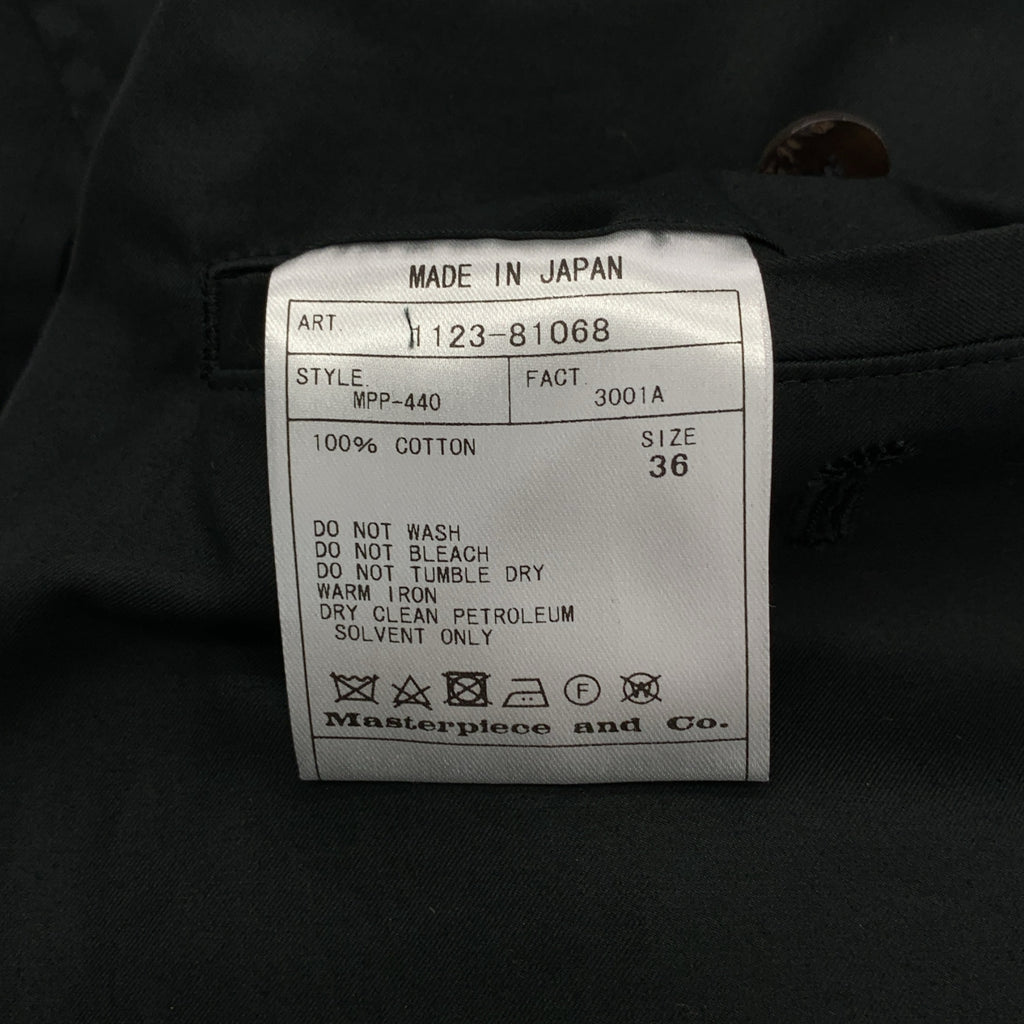 MADE IN JAPAN
ART. 1123-81068
STYLE. MPP-440 FACT. 3001A
100% COTTON SIZE
36
DO NOT WASH
DO NOT BLEACH
DO NOT TUMBLE DRY
WARM IRON
DRY CLEAN PETROLEUM
SOLVENT ONLY
F W
Masterpiece and Co.